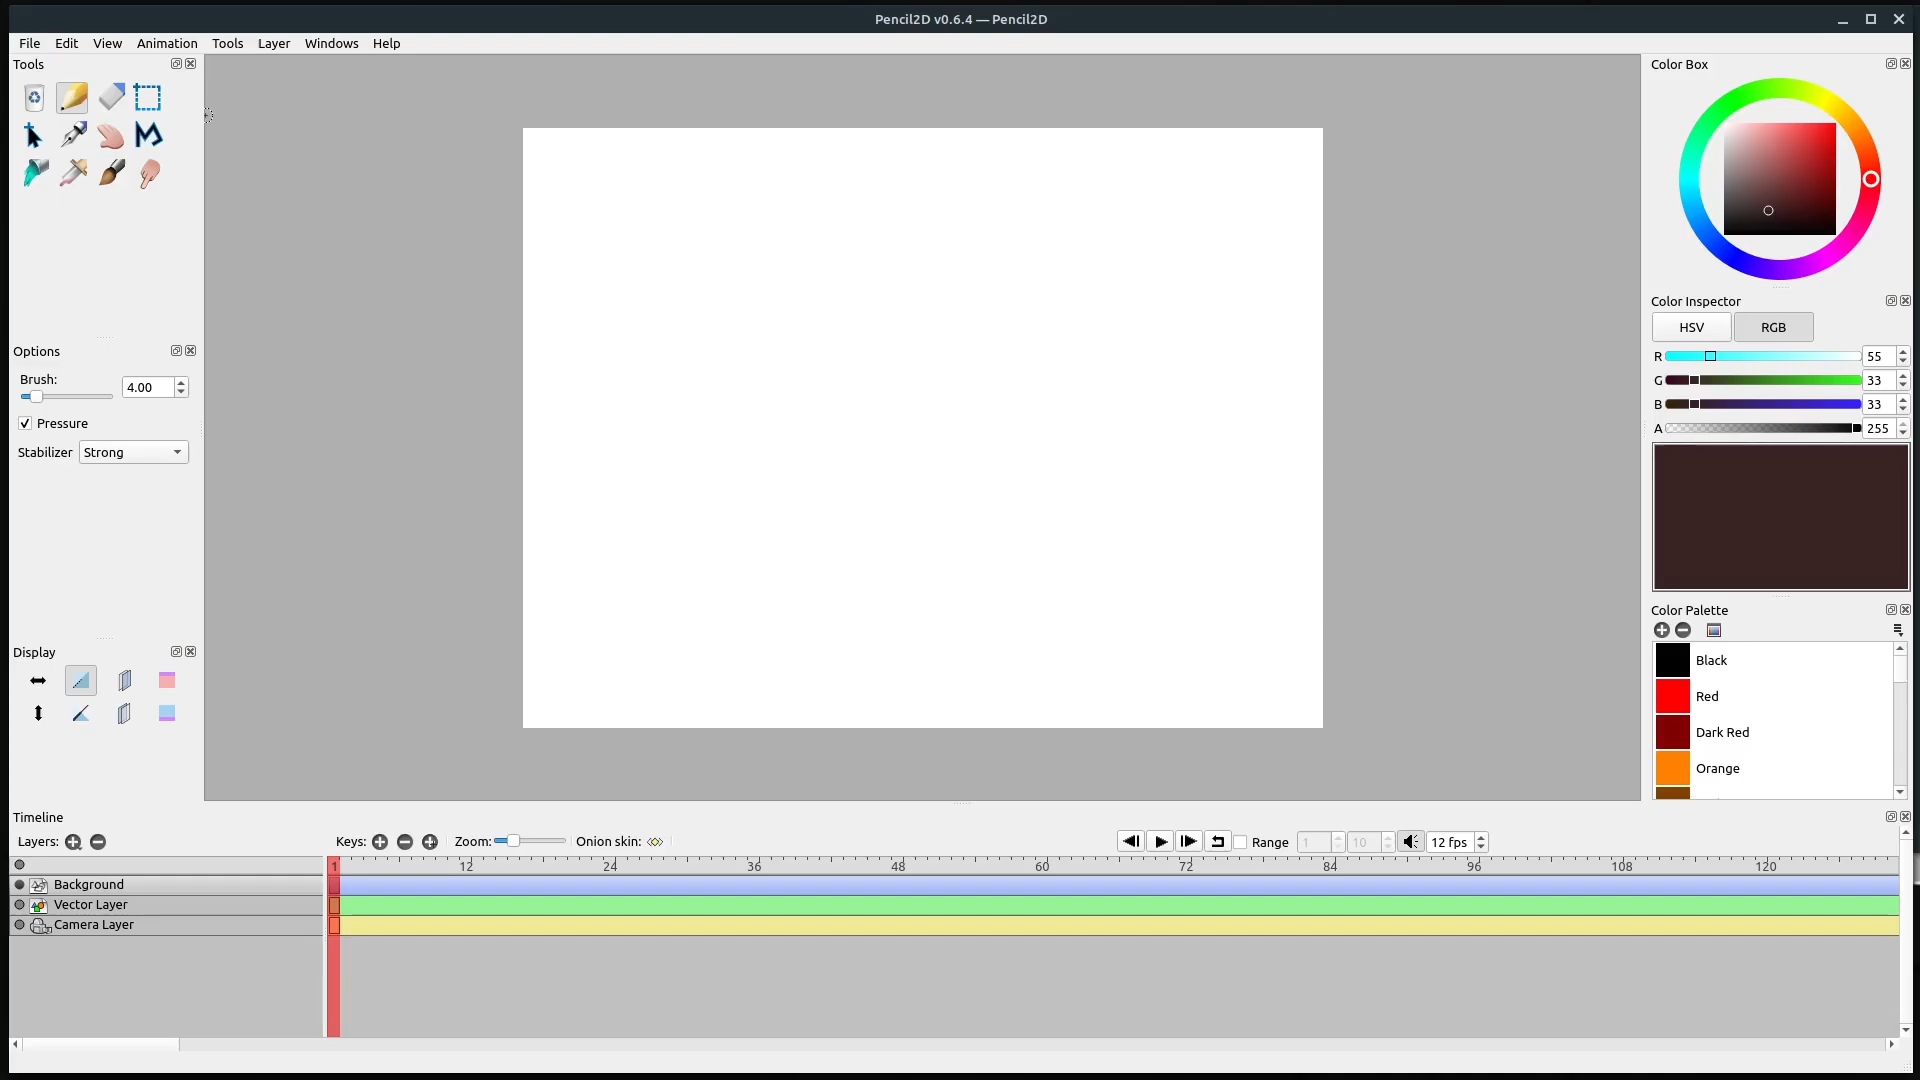 Pencil2D v0.6.4 — Pencil2D
File Edit View Animation Tools Layer Windows Help
Tools
Options
Brush: 4.00
Pressure
Stabilizer Strong
Display
Color Box
Color Inspector
HSV RGB
R 55
G 33
B 33
A 255
Color Palette
Black
Red
Dark Red
Orange
Timeline
Layers: Keys: Zoom: Onion skin: Range 1 10 12 fps
1 12 24 36 48 60 72 84 96 108 120
Background
Vector Layer
Camera Layer